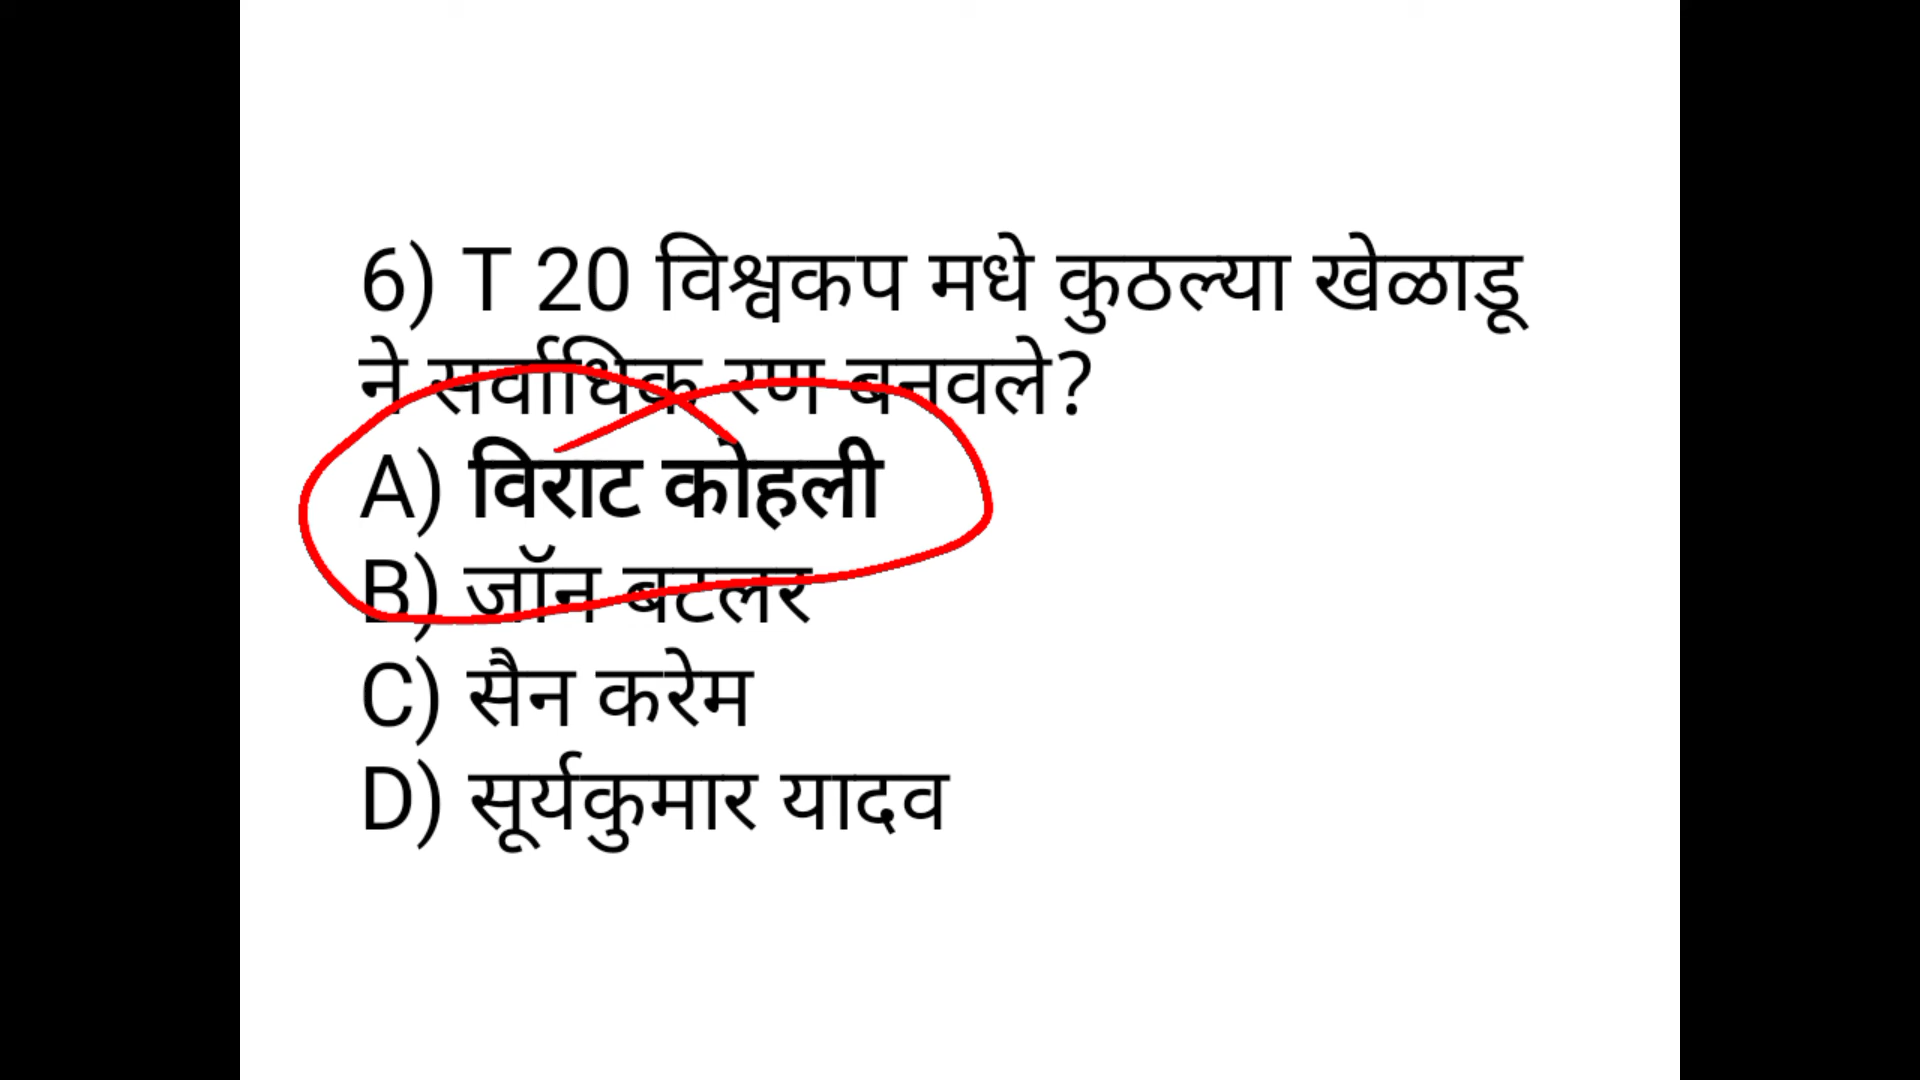 6) T 20 विश्वकप मधे कुठल्या खेळाडू
ने सर्वाधिक रण बनवले?
A) विराट कोहली
B) जॉन बटलर
C) सैन करेम
D) सूर्यकुमार यादव